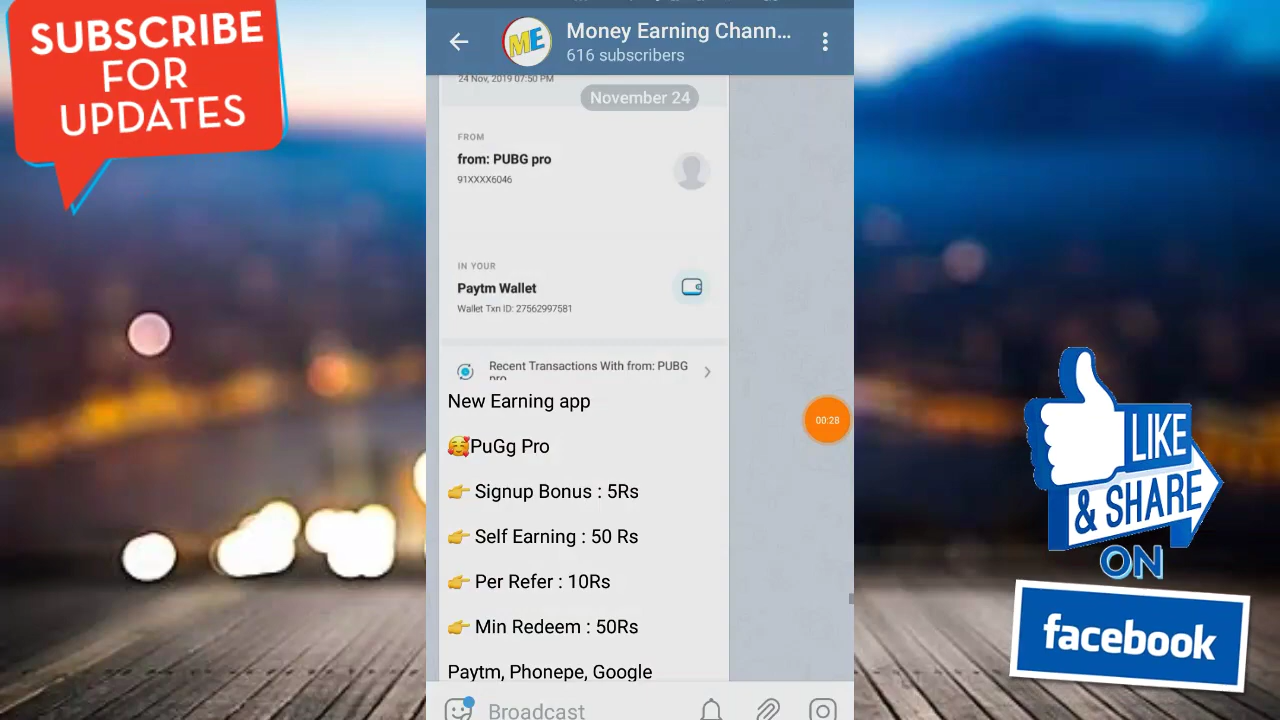 SUBSCRIBE
FOR
UPDATES
ME
Money Earning Chann...
616 subscribers
24 Nov, 2019 07:50 PM
November 24
FROM
from: PUBG pro
91XXXX6046
IN YOUR
Paytm Wallet
Wallet Txn ID: 27562997581
Recent Transactions With from: PUBG
pro
New Earning app
🥰PuGg Pro
👉 Signup Bonus : 5Rs
👉 Self Earning : 50 Rs
👉 Per Refer : 10Rs
👉 Min Redeem : 50Rs
Paytm, Phonepe, Google
Broadcast
00:28
LIKE
& SHARE
ON
facebook